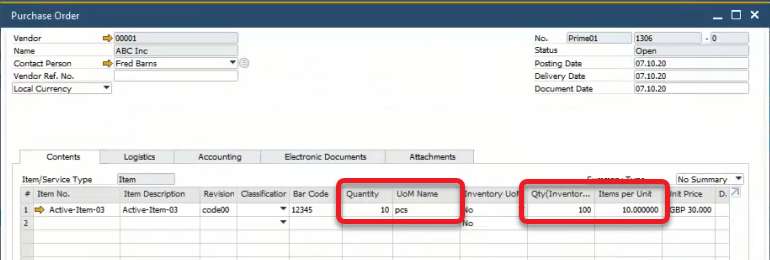 Purchase Order
Vendor 00001 No. Prime01 1306 - 0
Name ABC Inc Status Open
Contact Person Fred Barns Posting Date 07.10.20
Vendor Ref. No. Delivery Date 07.10.20
Local Currency Document Date 07.10.20
Contents Logistics Accounting Electronic Documents Attachments
Item/Service Type Item Summary Type No Summary
# Item No. Item Description Revision Classification Bar Code Quantity UoM Name Inventory UoM Qty(Inventor... Items per Unit Unit Price D.
1 Active-Item-03 Active-Item-03 code00 12345 10 pcs No 100 10.000000 GBP 30.000
2 No